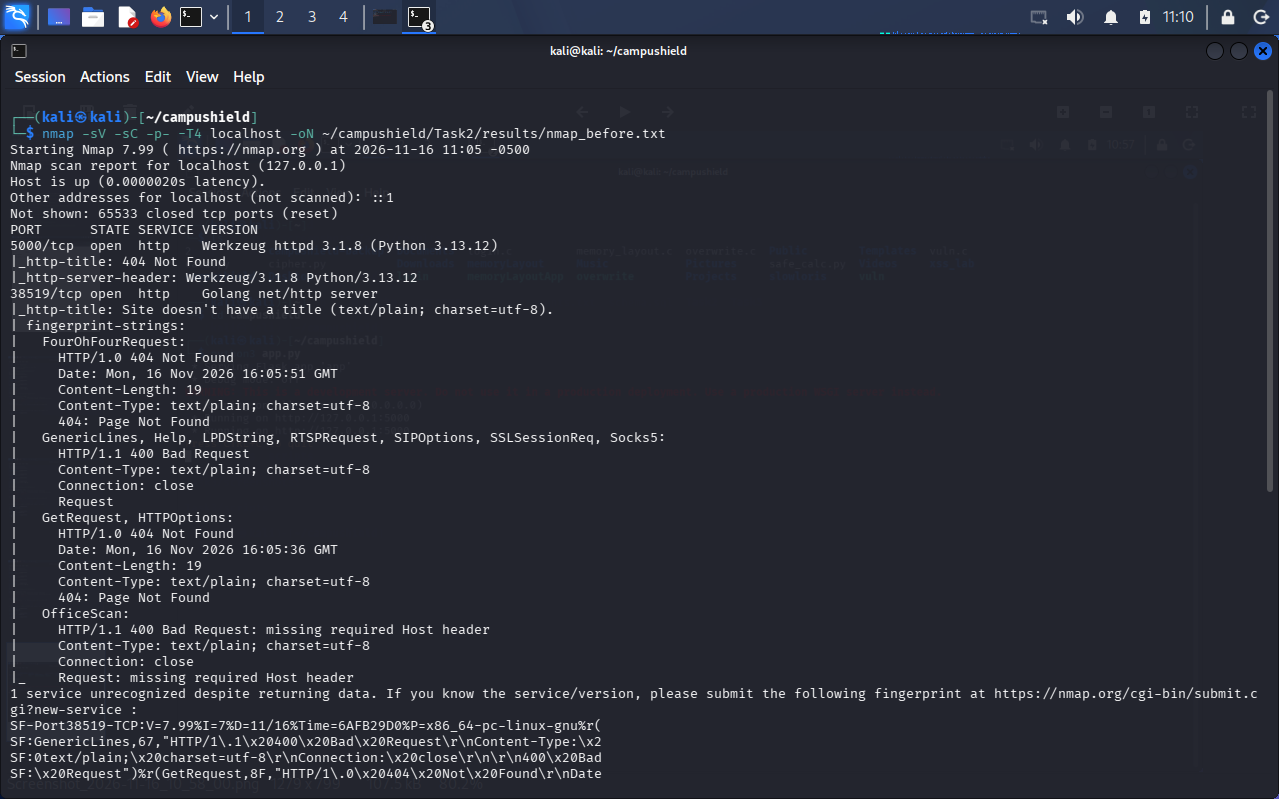 1 2 3 4 3 11:10
kali@kali: ~/campushield
Session Actions Edit View Help
┌──(kali㉿kali)-[~/campushield]
└─$ nmap -sV -sC -p- -T4 localhost -oN ~/campushield/Task2/results/nmap_before.txt
Starting Nmap 7.99 ( https://nmap.org ) at 2026-11-16 11:05 -0500
Nmap scan report for localhost (127.0.0.1)
Host is up (0.0000020s latency).
Other addresses for localhost (not scanned): ::1
Not shown: 65533 closed tcp ports (reset)
PORT      STATE SERVICE VERSION
5000/tcp  open  http    Werkzeug httpd 3.1.8 (Python 3.13.12)
|_http-title: 404 Not Found
|_http-server-header: Werkzeug/3.1.8 Python/3.13.12
38519/tcp open  http    Golang net/http server
|_http-title: Site doesn't have a title (text/plain; charset=utf-8).
| fingerprint-strings:
|   FourOhFourRequest:
|     HTTP/1.0 404 Not Found
|     Date: Mon, 16 Nov 2026 16:05:51 GMT
|     Content-Length: 19
|     Content-Type: text/plain; charset=utf-8
|     404: Page Not Found
|   GenericLines, Help, LPDString, RTSPRequest, SIPOptions, SSLSessionReq, Socks5:
|     HTTP/1.1 400 Bad Request
|     Content-Type: text/plain; charset=utf-8
|     Connection: close
|     Request
|   GetRequest, HTTPOptions:
|     HTTP/1.0 404 Not Found
|     Date: Mon, 16 Nov 2026 16:05:36 GMT
|     Content-Length: 19
|     Content-Type: text/plain; charset=utf-8
|     404: Page Not Found
|   OfficeScan:
|     HTTP/1.1 400 Bad Request: missing required Host header
|     Content-Type: text/plain; charset=utf-8
|     Connection: close
|_    Request: missing required Host header
1 service unrecognized despite returning data. If you know the service/version, please submit the following fingerprint at https://nmap.org/cgi-bin/submit.c
gi?new-service :
SF-Port38519-TCP:V=7.99%I=7%D=11/16%Time=6AFB29D0%P=x86_64-pc-linux-gnu%r(
SF:GenericLines,67,"HTTP/1\.1\x20400\x20Bad\x20Request\r\nContent-Type:\x2
SF:0text/plain;\x20charset=utf-8\r\nConnection:\x20close\r\n\r\n400\x20Bad
SF:\x20Request")%r(GetRequest,8F,"HTTP/1\.0\x20404\x20Not\x20Found\r\nDate